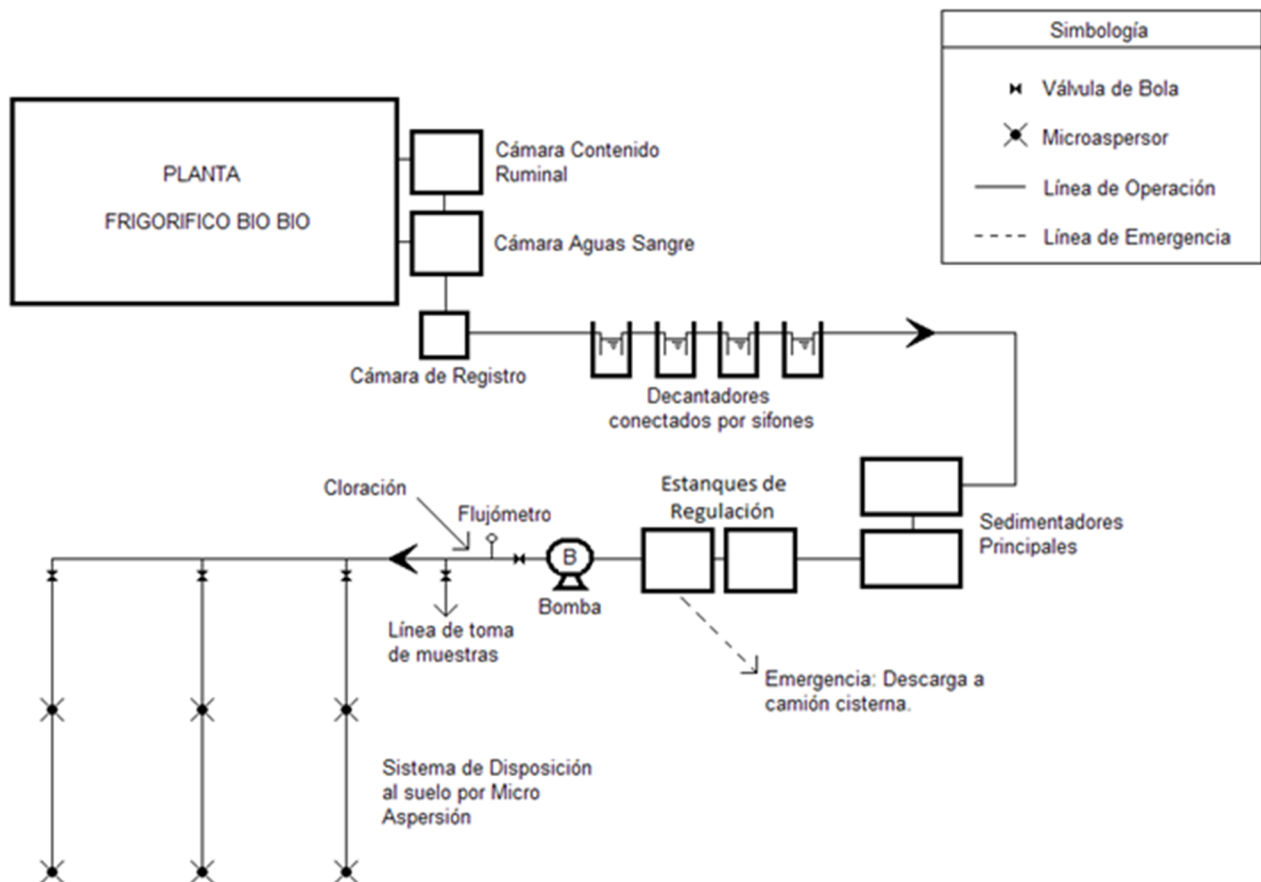 Simbología
Válvula de Bola
Microaspersor
Línea de Operación
Línea de Emergencia
PLANTA
FRIGORIFICO BIO BIO
Cámara Contenido
Ruminal
Cámara Aguas Sangre
Cámara de Registro
Decantadores
conectados por sifones
Sedimentadores
Principales
Estanques de
Regulación
Cloración
Flujómetro
B
Bomba
Línea de toma
de muestras
Emergencia: Descarga a
camión cisterna.
Sistema de Disposición
al suelo por Micro
Aspersión